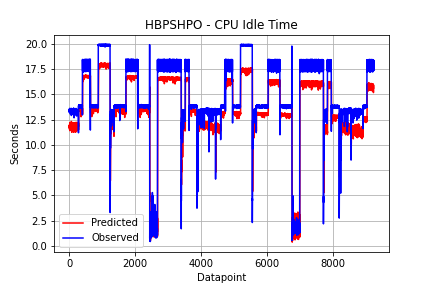 HBPSHPO - CPU Idle Time
20.0
17.5
15.0
12.5
10.0
7.5
5.0
2.5
0.0
Seconds
Predicted
Observed
0 2000 4000 6000 8000
Datapoint